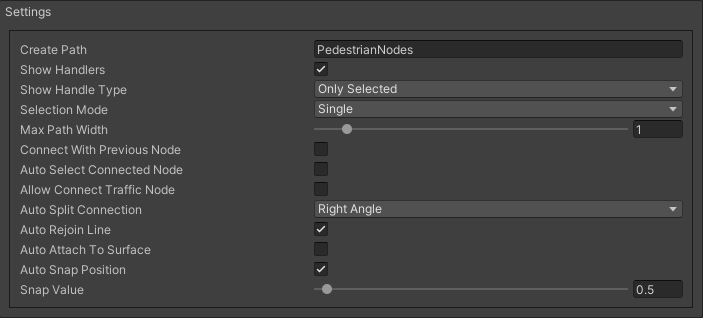 Settings
Create Path PedestrianNodes
Show Handlers
Show Handle Type Only Selected
Selection Mode Single
Max Path Width 1
Connect With Previous Node
Auto Select Connected Node
Allow Connect Traffic Node
Auto Split Connection Right Angle
Auto Rejoin Line
Auto Attach To Surface
Auto Snap Position
Snap Value 0.5